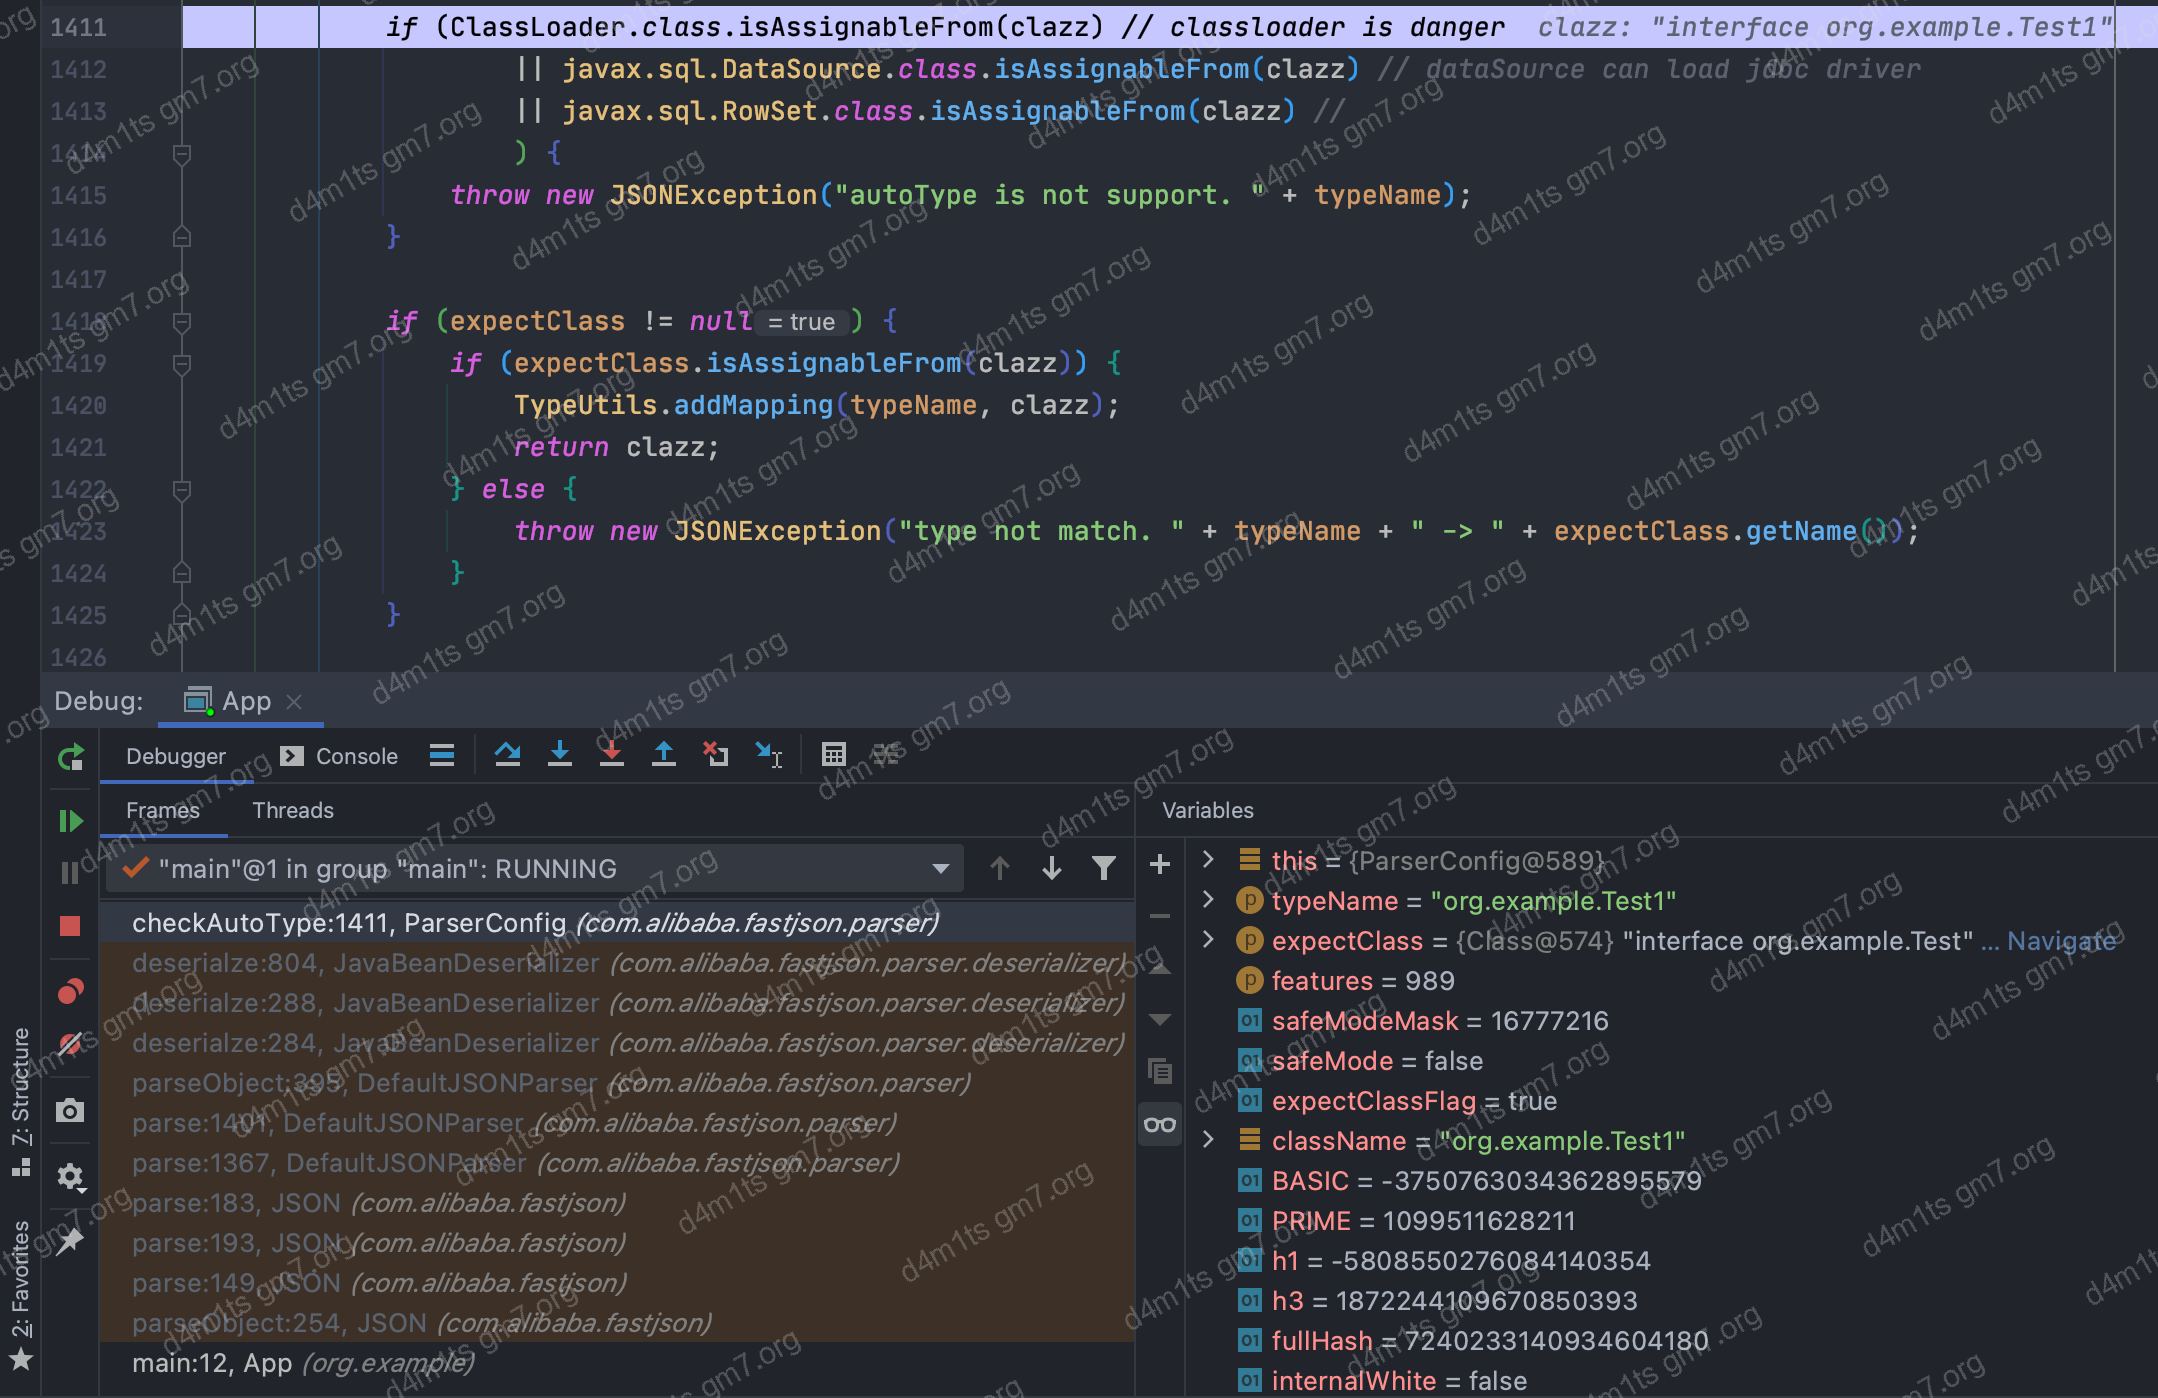 1411 if (ClassLoader.class.isAssignableFrom(clazz) // classloader is danger clazz: "interface org.example.Test1"
1412 || javax.sql.DataSource.class.isAssignableFrom(clazz) // dataSource can load jdbc driver
1413 || javax.sql.RowSet.class.isAssignableFrom(clazz) //
1414 ) {
1415 throw new JSONException("autoType is not support. " + typeName);
1416 }
1417
1418 if (expectClass != null = true ) {
1419 if (expectClass.isAssignableFrom(clazz)) {
1420 TypeUtils.addMapping(typeName, clazz);
1421 return clazz;
1422 } else {
1423 throw new JSONException("type not match. " + typeName + " -> " + expectClass.getName());
1424 }
1425 }
1426
Debug: App
Debugger Console
Frames Threads
"main"@1 in group "main": RUNNING
checkAutoType:1411, ParserConfig (com.alibaba.fastjson.parser)
deserialze:804, JavaBeanDeserializer (com.alibaba.fastjson.parser.deserializer)
deserialze:288, JavaBeanDeserializer (com.alibaba.fastjson.parser.deserializer)
deserialze:284, JavaBeanDeserializer (com.alibaba.fastjson.parser.deserializer)
parseObject:395, DefaultJSONParser (com.alibaba.fastjson.parser)
parse:1401, DefaultJSONParser (com.alibaba.fastjson.parser)
parse:1367, DefaultJSONParser (com.alibaba.fastjson.parser)
parse:183, JSON (com.alibaba.fastjson)
parse:193, JSON (com.alibaba.fastjson)
parse:149, JSON (com.alibaba.fastjson)
parseObject:254, JSON (com.alibaba.fastjson)
main:12, App (org.example)
Variables
this = {ParserConfig@589}
typeName = "org.example.Test1"
expectClass = {Class@574} "interface org.example.Test" ... Navigate
features = 989
safeModeMask = 16777216
safeMode = false
expectClassFlag = true
className = "org.example.Test1"
BASIC = -3750763034362895579
PRIME = 1099511628211
h1 = -5808550276084140354
h3 = 1872244109670850393
fullHash = 7240233140934604180
internalWhite = false
7: Structure
2: Favorites
d4m1ts gm7.org